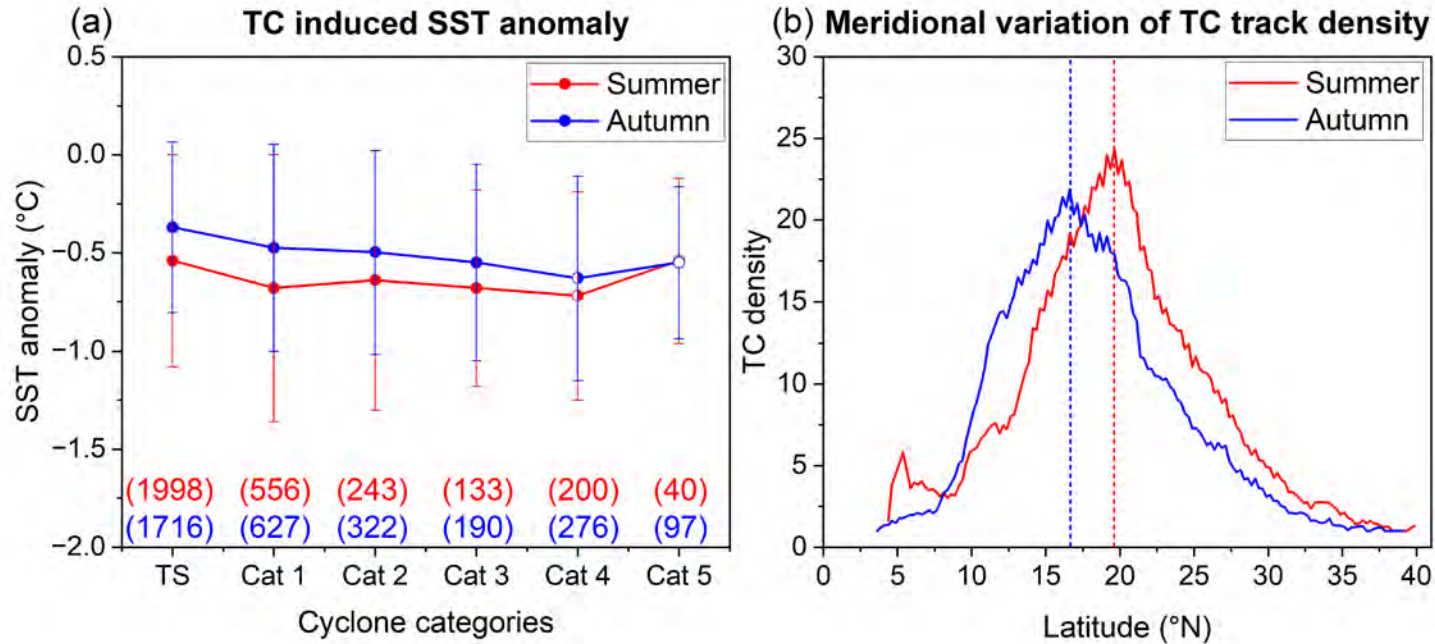 (a) TC induced SST anomaly
0.5
0.0
−0.5
−1.0
−1.5
−2.0
SST anomaly (°C)
Summer
Autumn
(1998) (556) (243) (133) (200) (40)
(1716) (627) (322) (190) (276) (97)
TS Cat 1 Cat 2 Cat 3 Cat 4 Cat 5
Cyclone categories
(b) Meridional variation of TC track density
30
25
20
15
10
5
0
TC density
Summer
Autumn
0 5 10 15 20 25 30 35 40
Latitude (°N)